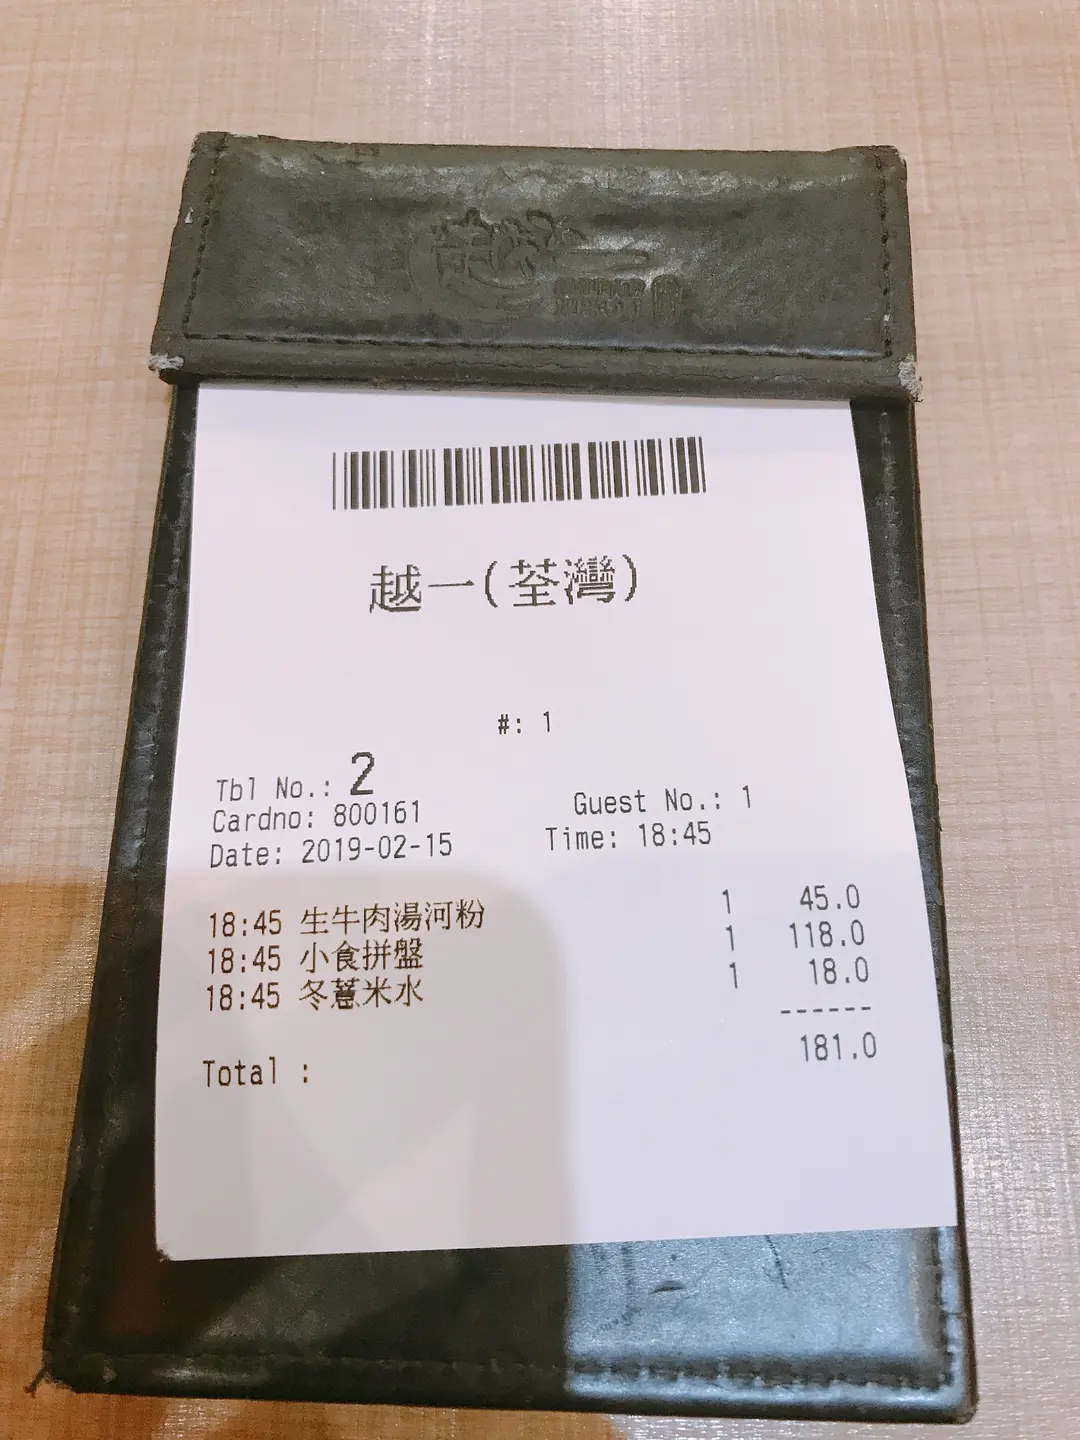 越一(荃灣)
#: 1
Tbl No.: 2
Cardno: 800161 Guest No.: 1
Date: 2019-02-15 Time: 18:45
18:45 生牛肉湯河粉 1 45.0
18:45 小食拼盤 1 118.0
18:45 冬薏米水 1 18.0
------
Total : 181.0